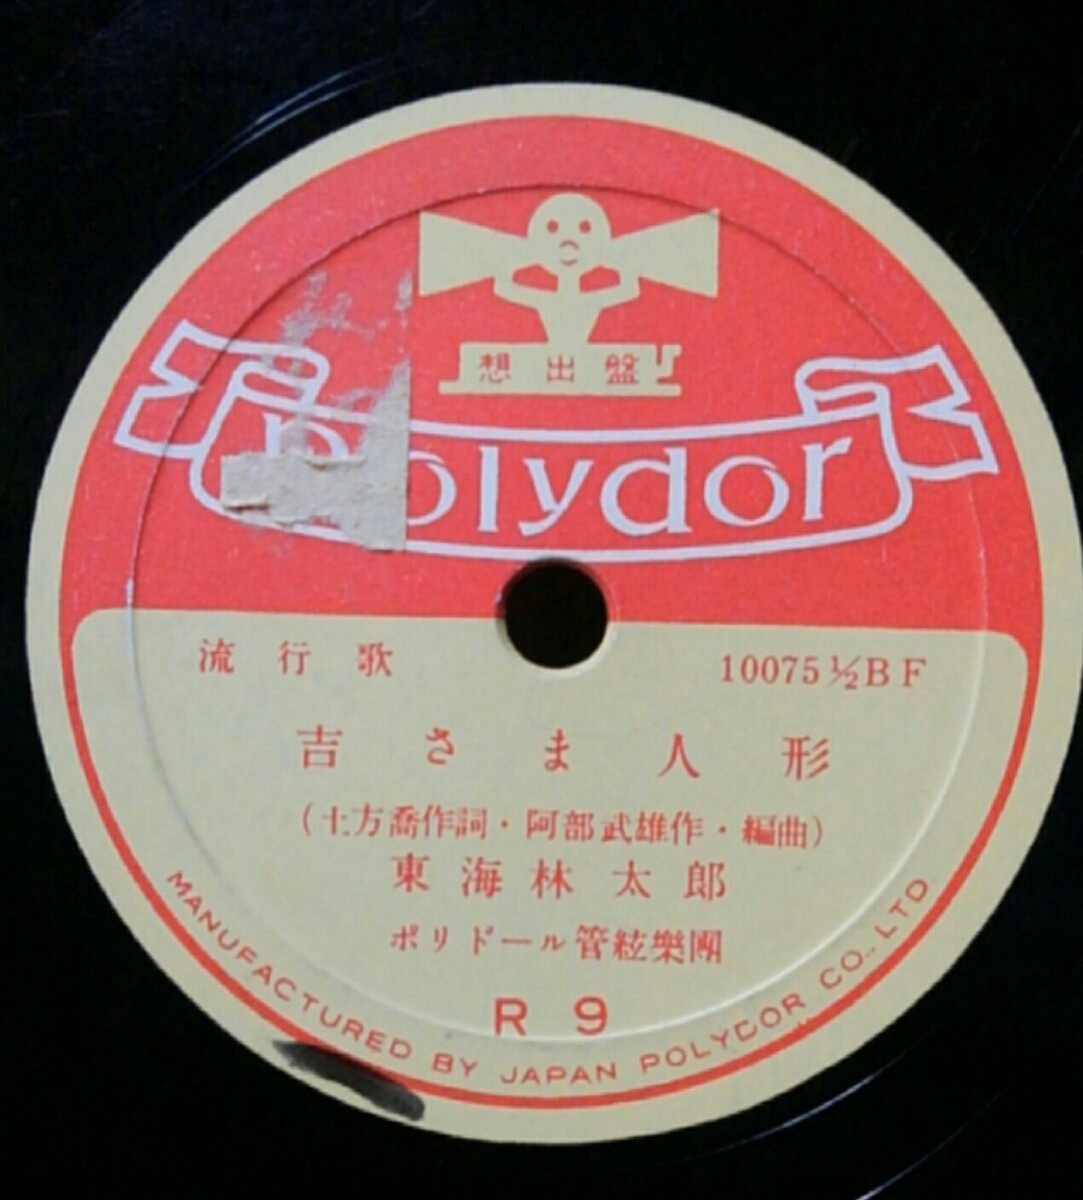 想出盤
polydor
流行歌
10075½BF
吉さま人形
(土方喬作詞・阿部武雄作・編曲)
東海林太郎
ポリドール管絃樂團
R 9
MANUFACTURED BY JAPAN POLYDOR CO., LTD